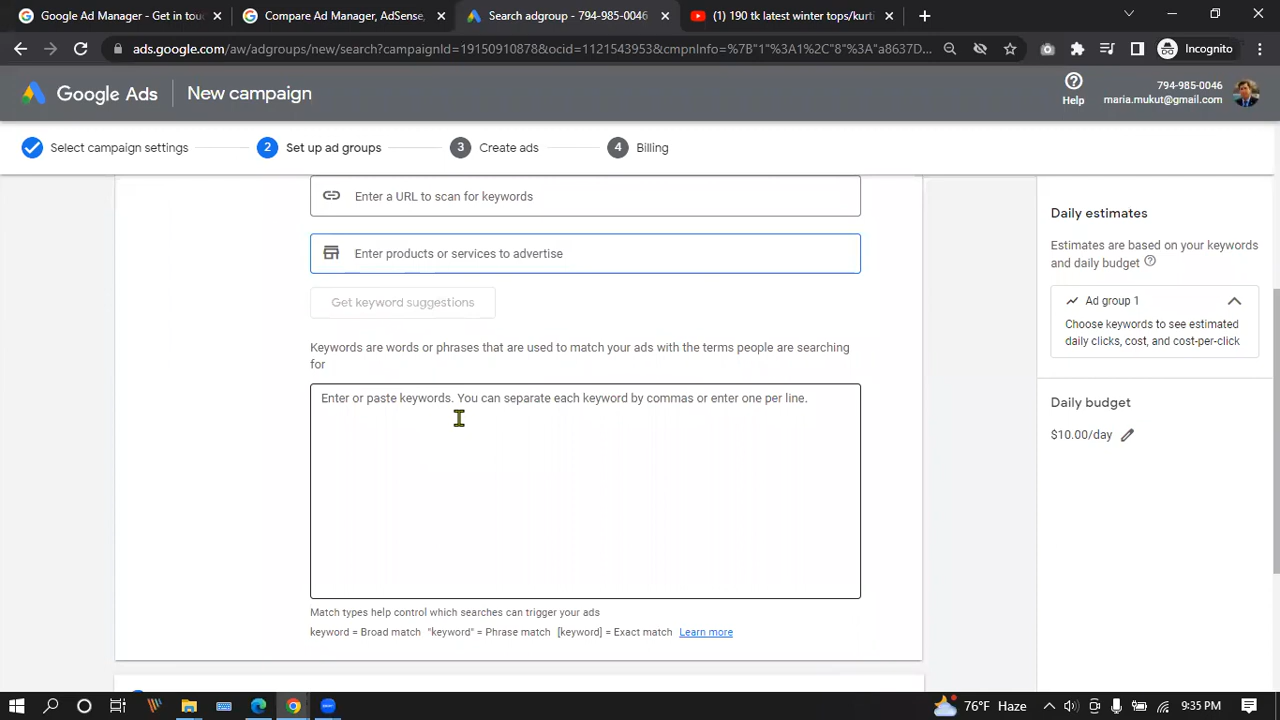 Google Ad Manager - Get in touc
Compare Ad Manager, AdSense,
Search adgroup - 794-985-0046
(1) 190 tk latest winter tops/kurti
ads.google.com/aw/adgroups/new/search?campaignId=19150910878&ocid=1121543953&cmpnInfo=%7B"1"%3A1%2C"8"%3A"a8637D...
Incognito
Google Ads
New campaign
Help
794-985-0046
maria.mukut@gmail.com
Select campaign settings
2
Set up ad groups
3
Create ads
4
Billing
Enter a URL to scan for keywords
Enter products or services to advertise
Get keyword suggestions
Keywords are words or phrases that are used to match your ads with the terms people are searching
for
Enter or paste keywords. You can separate each keyword by commas or enter one per line.
Match types help control which searches can trigger your ads
keyword = Broad match "keyword" = Phrase match [keyword] = Exact match Learn more
Daily estimates
Estimates are based on your keywords
and daily budget
Ad group 1
Choose keywords to see estimated
daily clicks, cost, and cost-per-click
Daily budget
$10.00/day
76°F Haze
9:35 PM